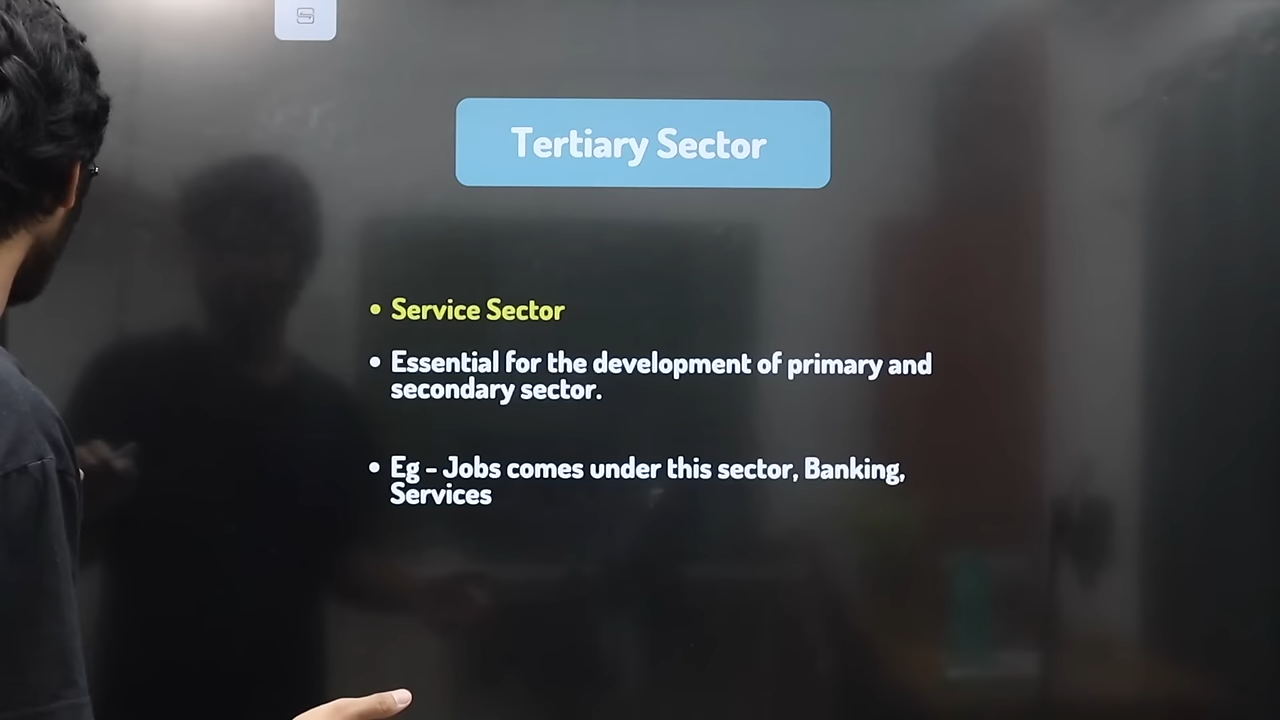 Tertiary Sector
• Service Sector
• Essential for the development of primary and
secondary sector.
• Eg - Jobs comes under this sector, Banking,
Services